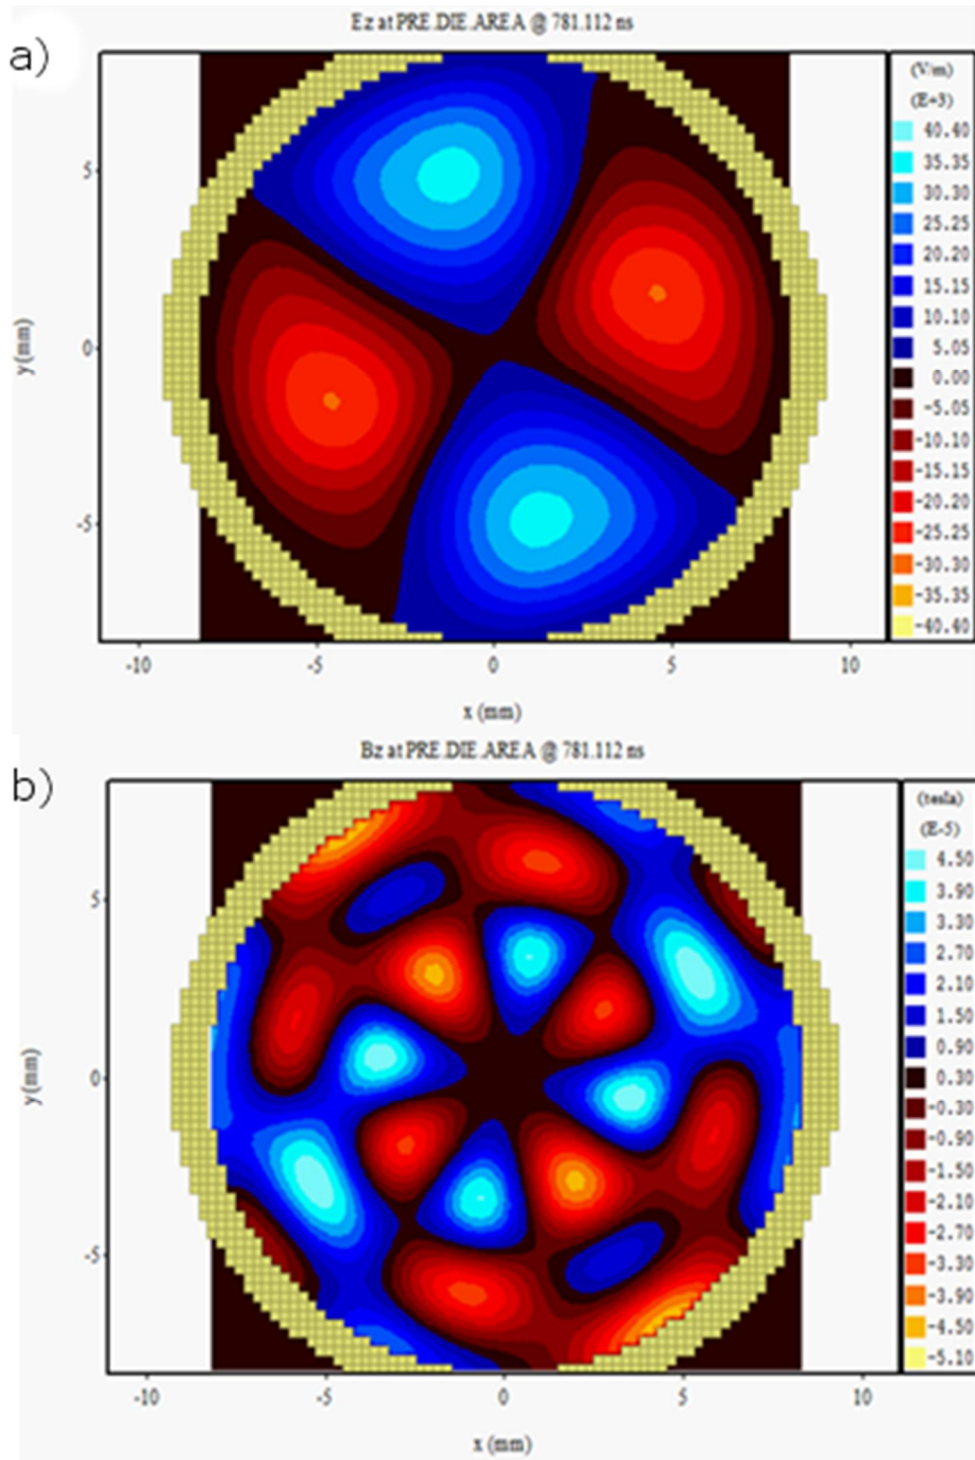 a)
Ez at PRE.DIE.AREA @ 781.112 ns
(V/m)
(E+3)
40.40
35.35
30.30
25.25
20.20
15.15
10.10
5.05
0.00
-5.05
-10.10
-15.15
-20.20
-25.25
-30.30
-35.35
-40.40
y(mm)
5
0
-5
-10 -5 0 5 10
x (mm)
b)
Bz at PRE.DIE.AREA @ 781.112 ns
(tesla)
(E-5)
4.50
3.90
3.30
2.70
2.10
1.50
0.90
0.30
-0.30
-0.90
-1.50
-2.10
-2.70
-3.30
-3.90
-4.50
-5.10
y(mm)
5
0
-5
-10 -5 0 5 10
x (mm)